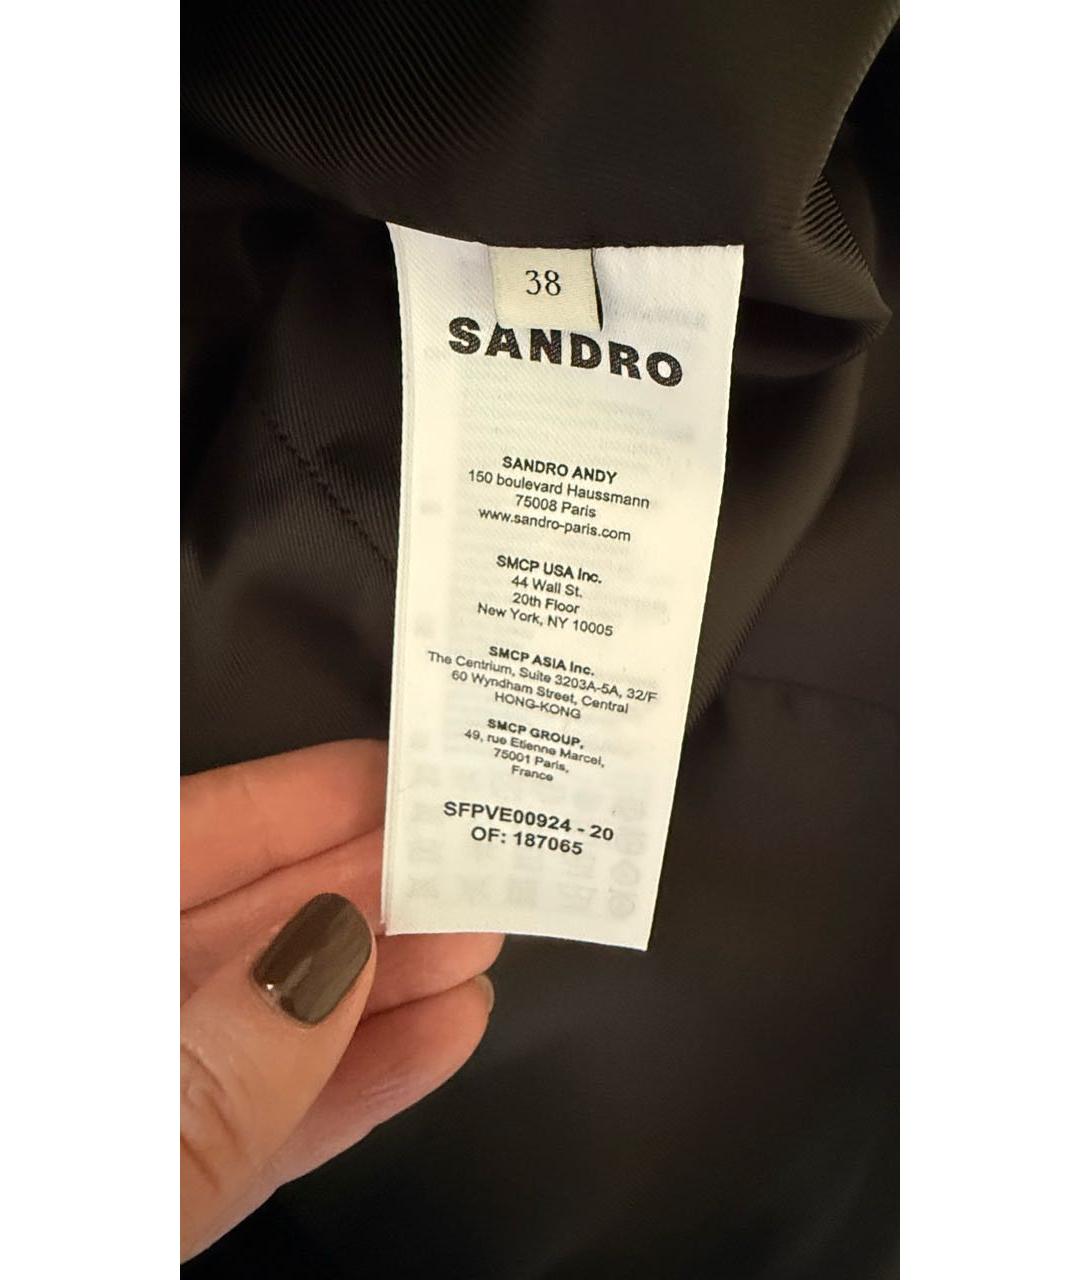 38
SANDRO
SANDRO ANDY
150 boulevard Haussmann
75008 Paris
www.sandro-paris.com
SMCP USA Inc.
44 Wall St.
20th Floor
New York, NY 10005
SMCP ASIA Inc.
The Centrium, Suite 3203A-5A, 32/F
60 Wyndham Street, Central
HONG-KONG
SMCP GROUP,
49, rue Etienne Marcel,
75001 Paris,
France
SFPVE00924 - 20
OF: 187065